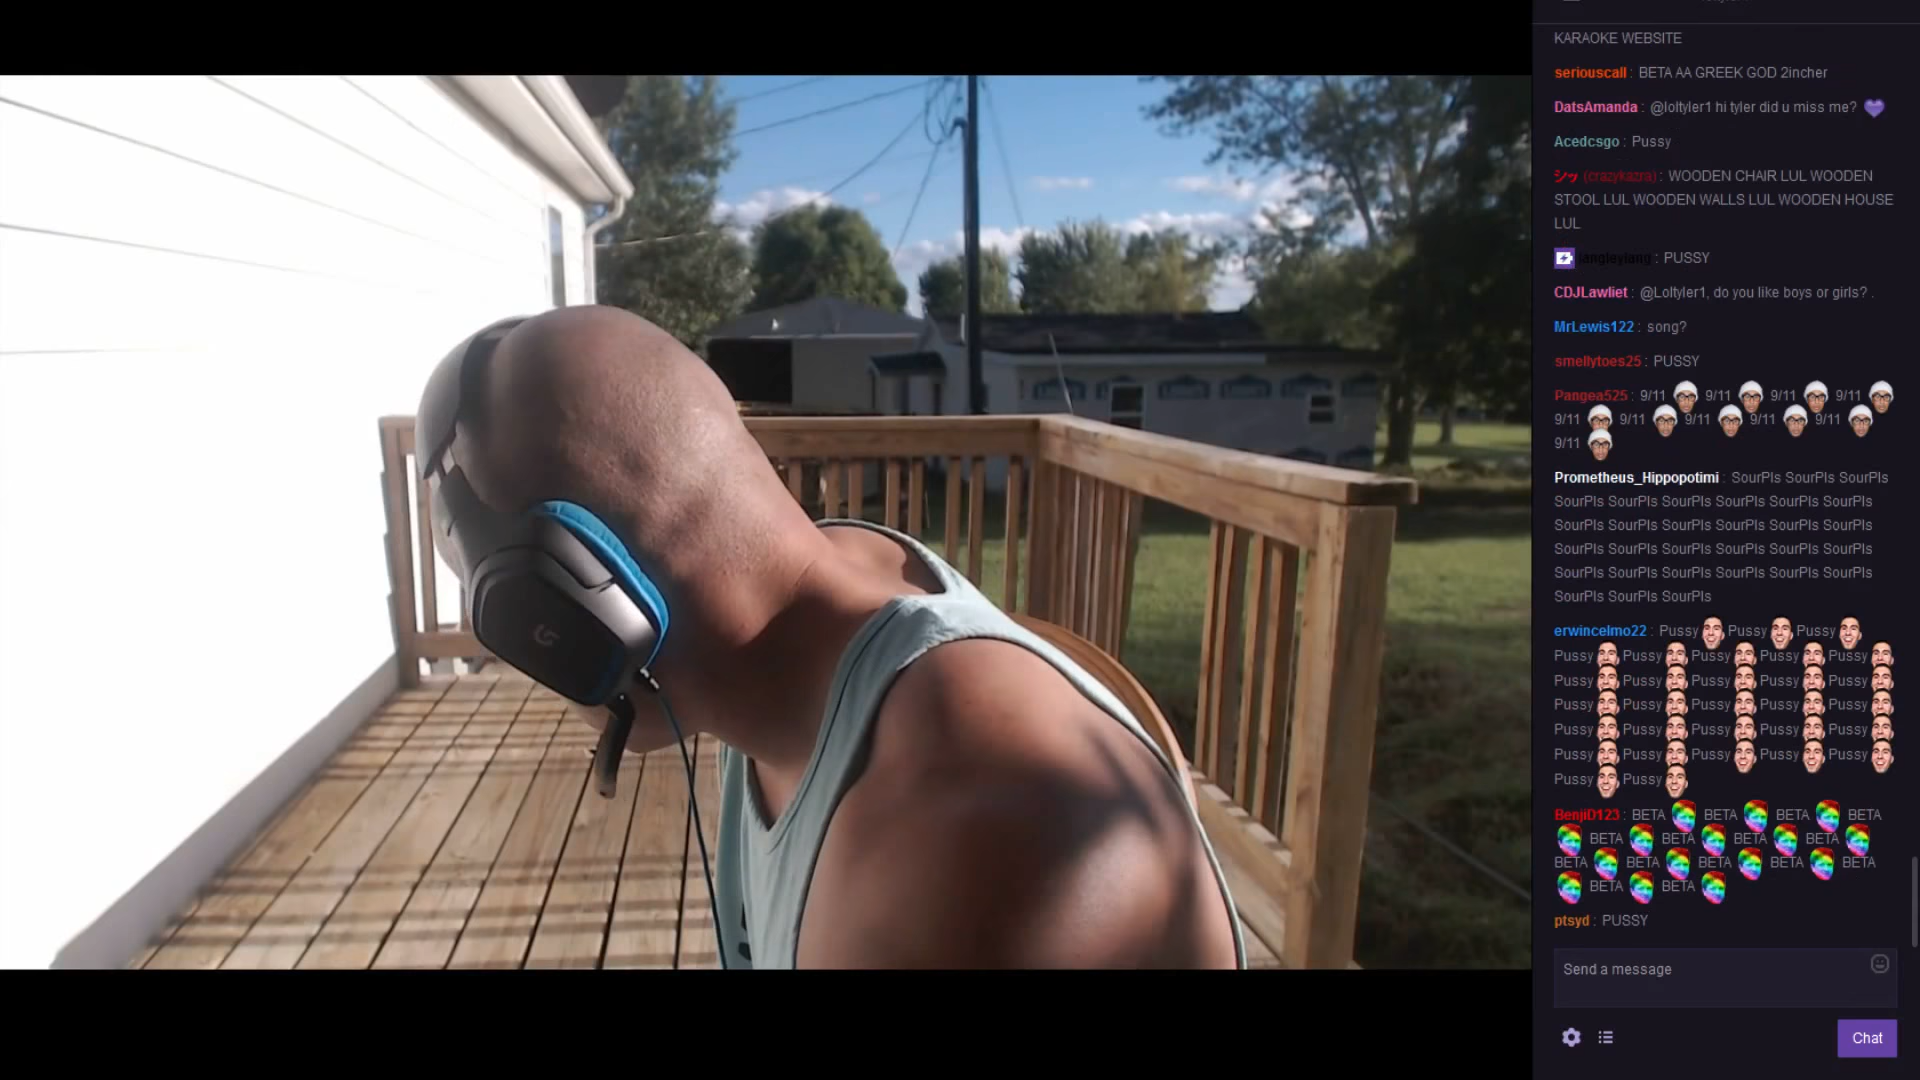 KARAOKE WEBSITE
seriouscall : BETA AA GREEK GOD 2incher
DatsAmanda : @loltyler1 hi tyler did u miss me?
Acedcsgo : Pussy
シッ (crazykazra) : WOODEN CHAIR LUL WOODEN
STOOL LUL WOODEN WALLS LUL WOODEN HOUSE
LUL
: PUSSY
CDJLawliet : @Loltyler1, do you like boys or girls? .
MrLewis122 : song?
smellytoes25 : PUSSY
Pangea525 : 9/11 9/11 9/11 9/11
9/11 9/11 9/11 9/11 9/11
9/11
Prometheus_Hippopotimi : SourPls SourPls SourPls
SourPls SourPls SourPls SourPls SourPls SourPls
SourPls SourPls SourPls SourPls SourPls SourPls
SourPls SourPls SourPls SourPls SourPls SourPls
SourPls SourPls SourPls SourPls SourPls SourPls
SourPls SourPls SourPls
erwincelmo22 : Pussy Pussy Pussy
Pussy Pussy Pussy Pussy Pussy
Pussy Pussy Pussy Pussy Pussy
Pussy Pussy Pussy Pussy Pussy
Pussy Pussy Pussy Pussy Pussy
Pussy Pussy Pussy Pussy Pussy
Pussy Pussy
BenjiD123 : BETA BETA BETA BETA
BETA BETA BETA BETA
BETA BETA BETA BETA BETA
BETA BETA
ptsyd : PUSSY
Send a message
Chat